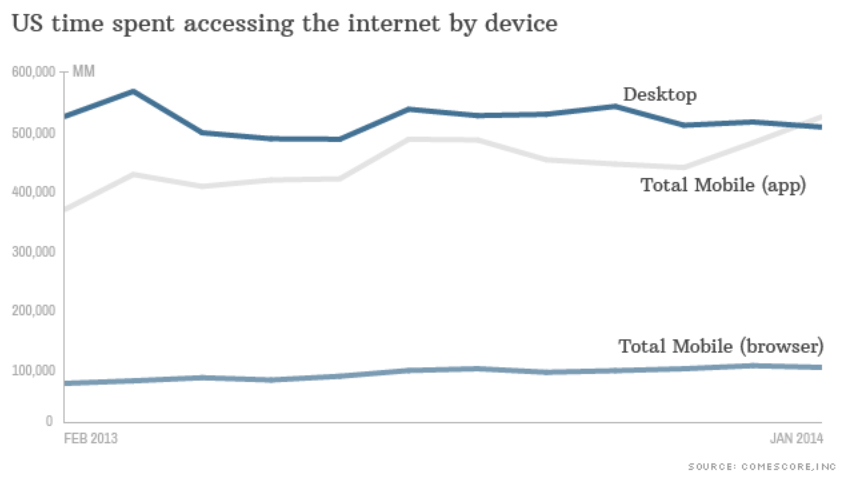 US time spent accessing the internet by device
600,000 MM
Desktop
500,000
400,000
Total Mobile (app)
300,000
200,000
Total Mobile (browser)
100,000
0
FEB 2013 JAN 2014
SOURCE: COMESCORE,INC